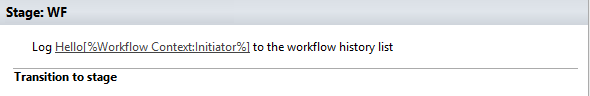 Stage: WF
Log Hello[%Workflow Context:Initiator%] to the workflow history list
Transition to stage